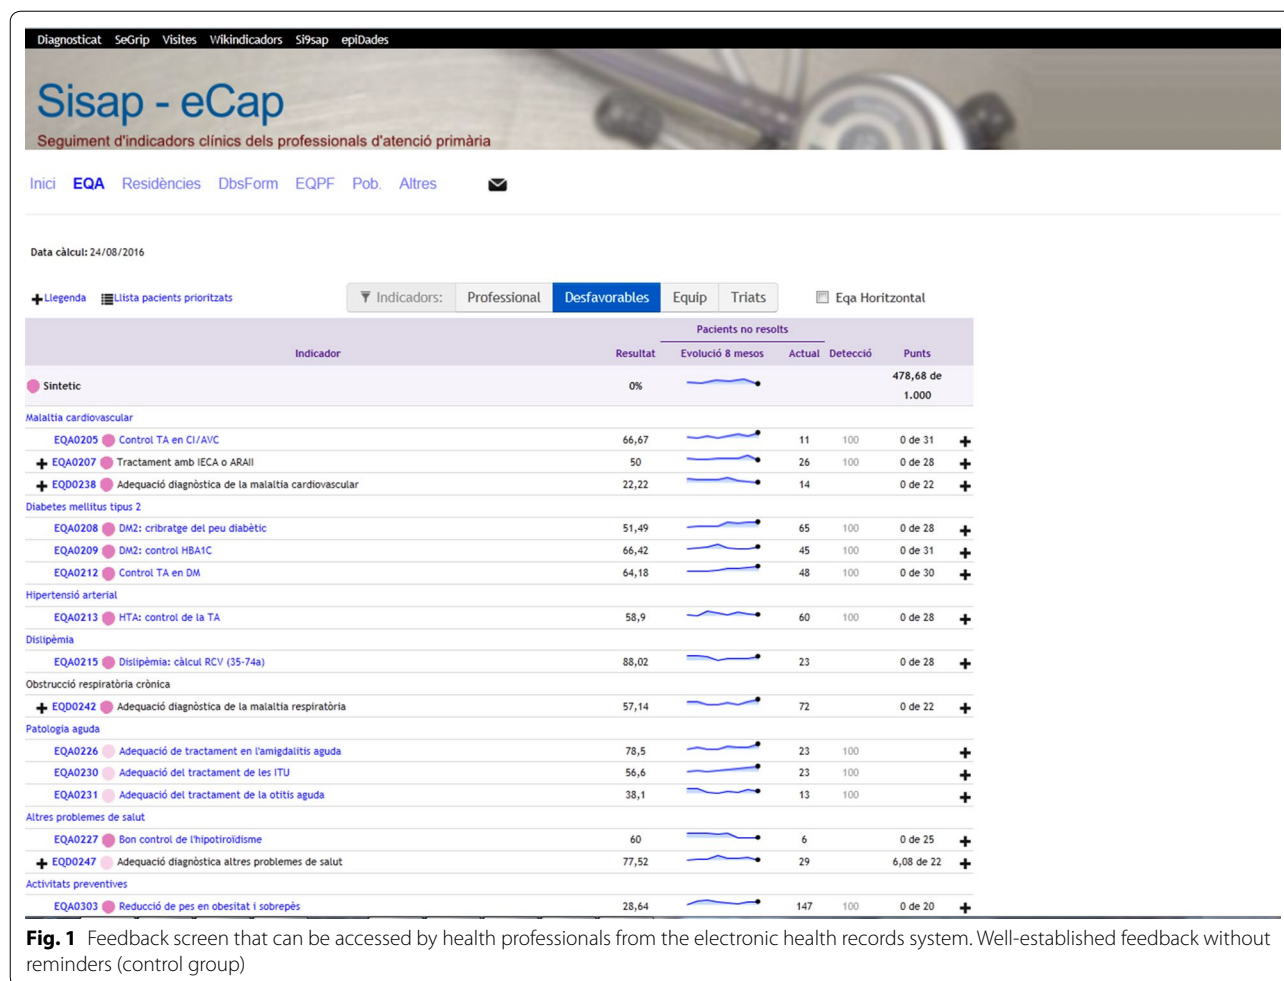 Diagnosticat SeGrip Visites Wikindicadors Si9sap epiDades
Sisap - eCap
Seguiment d'indicadors clínics dels professionals d'atenció primària
Inici EQA Residències DbsForm EQPF Pob. Altres
Data càlcul: 24/08/2016
Llegenda Llista pacients prioritzats Indicadors: Professional Desfavorables Equip Triats Eqa Horitzontal
Pacients no resolts
Indicador Resultat Evolució 8 mesos Actual Detecció Punts
Sintetic 0% 478,68 de
1.000
Malaltia cardiovascular
EQA0205 Control TA en CI/AVC 66,67 11 100 0 de 31
EQA0207 Tractament amb IECA o ARAII 50 26 100 0 de 28
EQD0238 Adequació diagnòstica de la malaltia cardiovascular 22,22 14 0 de 22
Diabetes mellitus tipus 2
EQA0208 DM2: cribratge del peu diabètic 51,49 65 100 0 de 28
EQA0209 DM2: control HBA1C 66,42 45 100 0 de 31
EQA0212 Control TA en DM 64,18 48 100 0 de 30
Hipertensió arterial
EQA0213 HTA: control de la TA 58,9 60 100 0 de 28
Dislipèmia
EQA0215 Dislipèmia: càlcul RCV (35-74a) 88,02 23 0 de 28
Obstrucció respiratòria crònica
EQD0242 Adequació diagnòstica de la malaltia respiratòria 57,14 72 0 de 22
Patologia aguda
EQA0226 Adequació de tractament en l'amigdalitis aguda 78,5 23 100
EQA0230 Adequació del tractament de les ITU 56,6 23 100
EQA0231 Adequació del tractament de la otitis aguda 38,1 13 100
Altres problemes de salut
EQA0227 Bon control de l'hipotiroïdisme 60 6 0 de 25
EQD0247 Adequació diagnòstica altres problemes de salut 77,52 29 6,08 de 22
Activitats preventives
EQA0303 Reducció de pes en obesitat i sobrepès 28,64 147 100 0 de 20
Fig. 1 Feedback screen that can be accessed by health professionals from the electronic health records system. Well-established feedback without
reminders (control group)